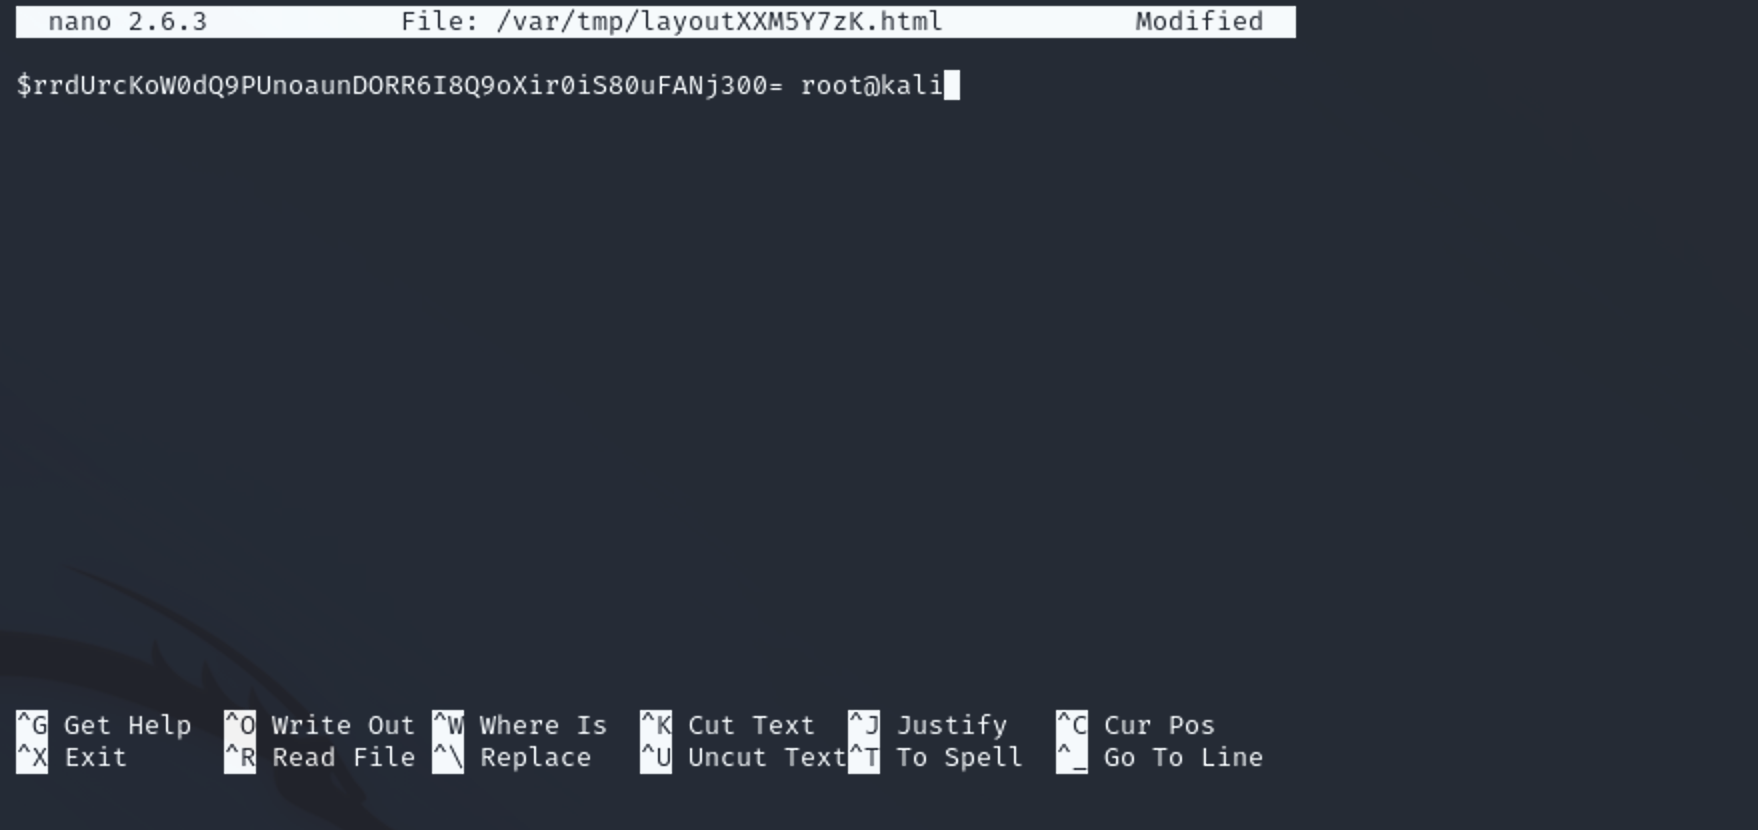 nano 2.6.3 File: /var/tmp/layoutXXM5Y7zK.html Modified
$rrdUrcKoW0dQ9PUnoaunDORR6I8Q9oXir0iS80uFANj300= root@kali
^G Get Help ^O Write Out ^W Where Is ^K Cut Text ^J Justify ^C Cur Pos
^X Exit ^R Read File ^\ Replace ^U Uncut Text^T To Spell ^_ Go To Line